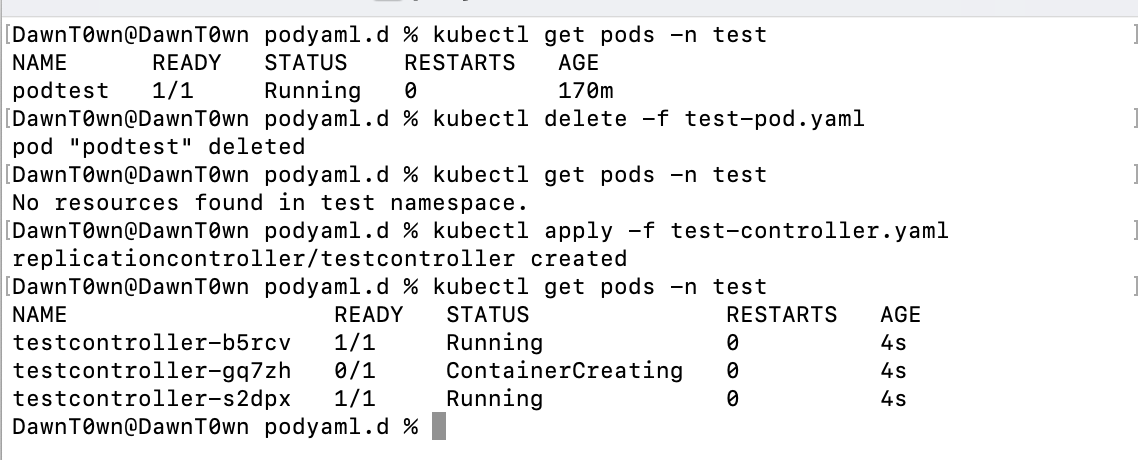 [DawnT0wn@DawnT0wn podyaml.d % kubectl get pods -n test ]
NAME      READY   STATUS    RESTARTS   AGE
podtest   1/1     Running   0          170m
[DawnT0wn@DawnT0wn podyaml.d % kubectl delete -f test-pod.yaml ]
pod "podtest" deleted
[DawnT0wn@DawnT0wn podyaml.d % kubectl get pods -n test ]
No resources found in test namespace.
[DawnT0wn@DawnT0wn podyaml.d % kubectl apply -f test-controller.yaml ]
replicationcontroller/testcontroller created
[DawnT0wn@DawnT0wn podyaml.d % kubectl get pods -n test ]
NAME                   READY   STATUS              RESTARTS   AGE
testcontroller-b5rcv   1/1     Running             0          4s
testcontroller-gq7zh   0/1     ContainerCreating   0          4s
testcontroller-s2dpx   1/1     Running             0          4s
DawnT0wn@DawnT0wn podyaml.d %